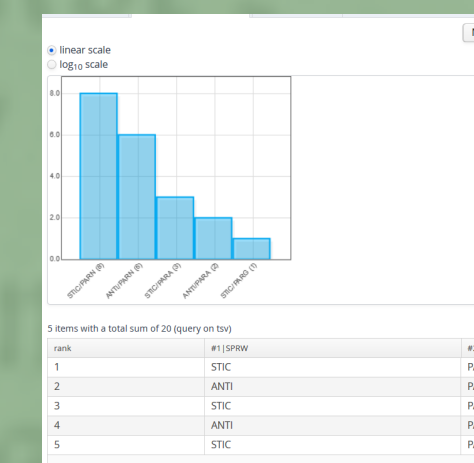 linear scale
log10 scale
8.0
6.0
4.0
2.0
0.0
STIC/PARN (8)
ANTI/PARN (6)
STIC/PARA (3)
ANTI/PARA (2)
STIC/PARG (1)
5 items with a total sum of 20 (query on tsv)
rank #1|SPRW
1 STIC
2 ANTI
3 STIC
4 ANTI
5 STIC